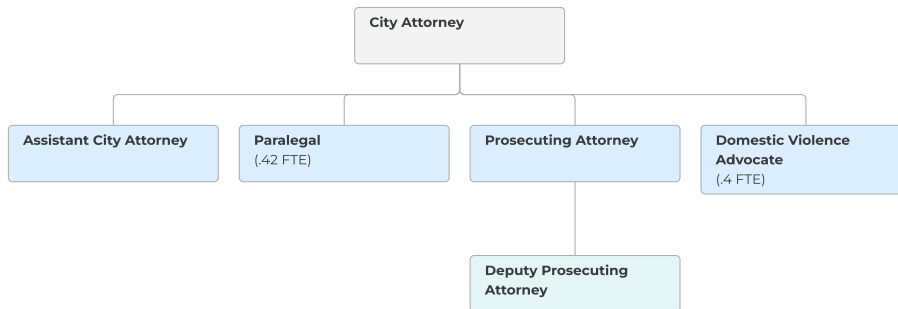 City Attorney
Assistant City Attorney
Paralegal
(.42 FTE)
Prosecuting Attorney
Domestic Violence
Advocate
(.4 FTE)
Deputy Prosecuting
Attorney